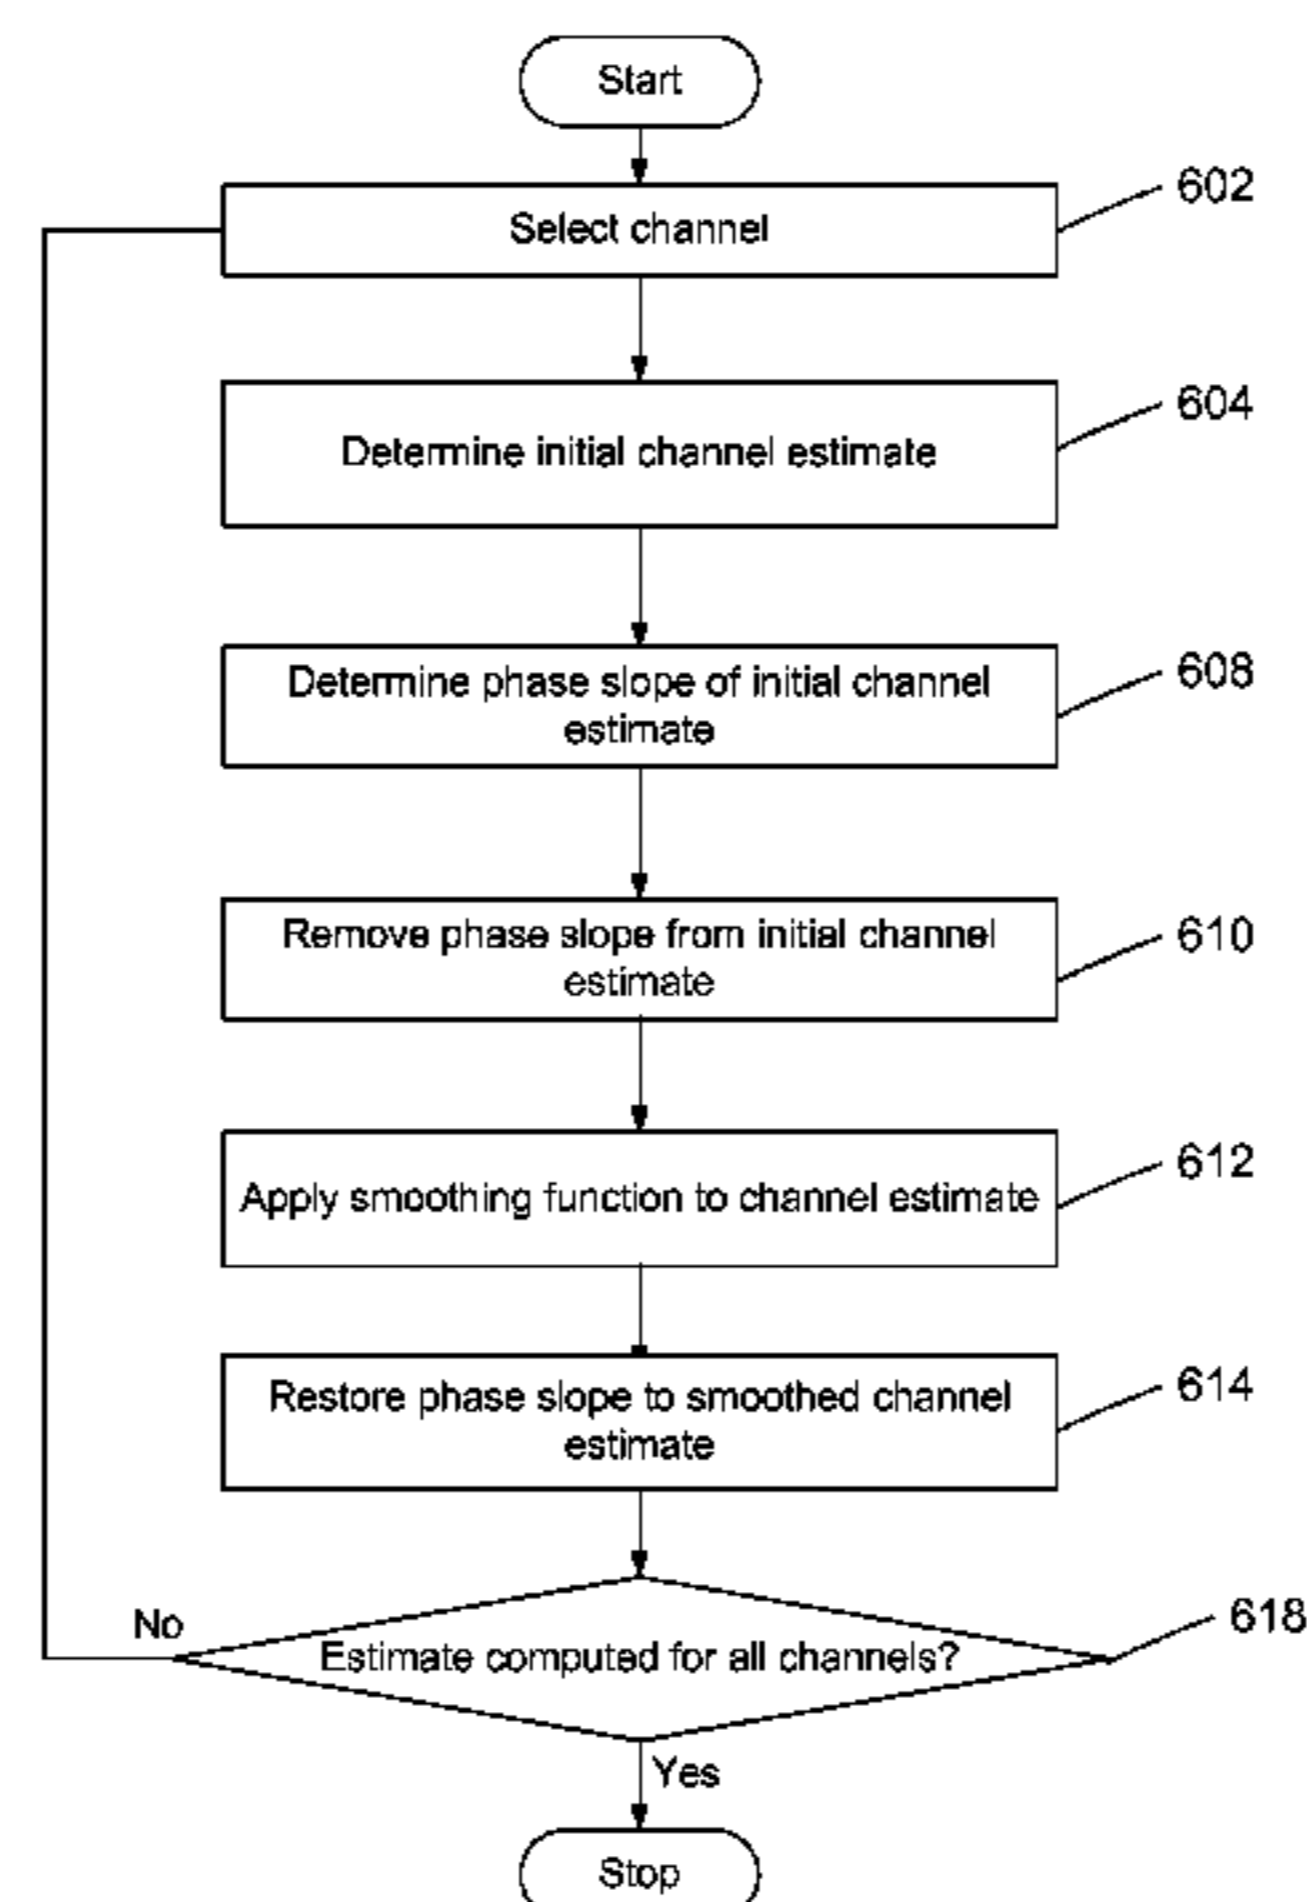 Start
Select channel
602
Determine initial channel estimate
604
Determine phase slope of initial channel
estimate
608
Remove phase slope from initial channel
estimate
610
Apply smoothing function to channel estimate
612
Restore phase slope to smoothed channel
estimate
614
No
Estimate computed for all channels?
618
Yes
Stop